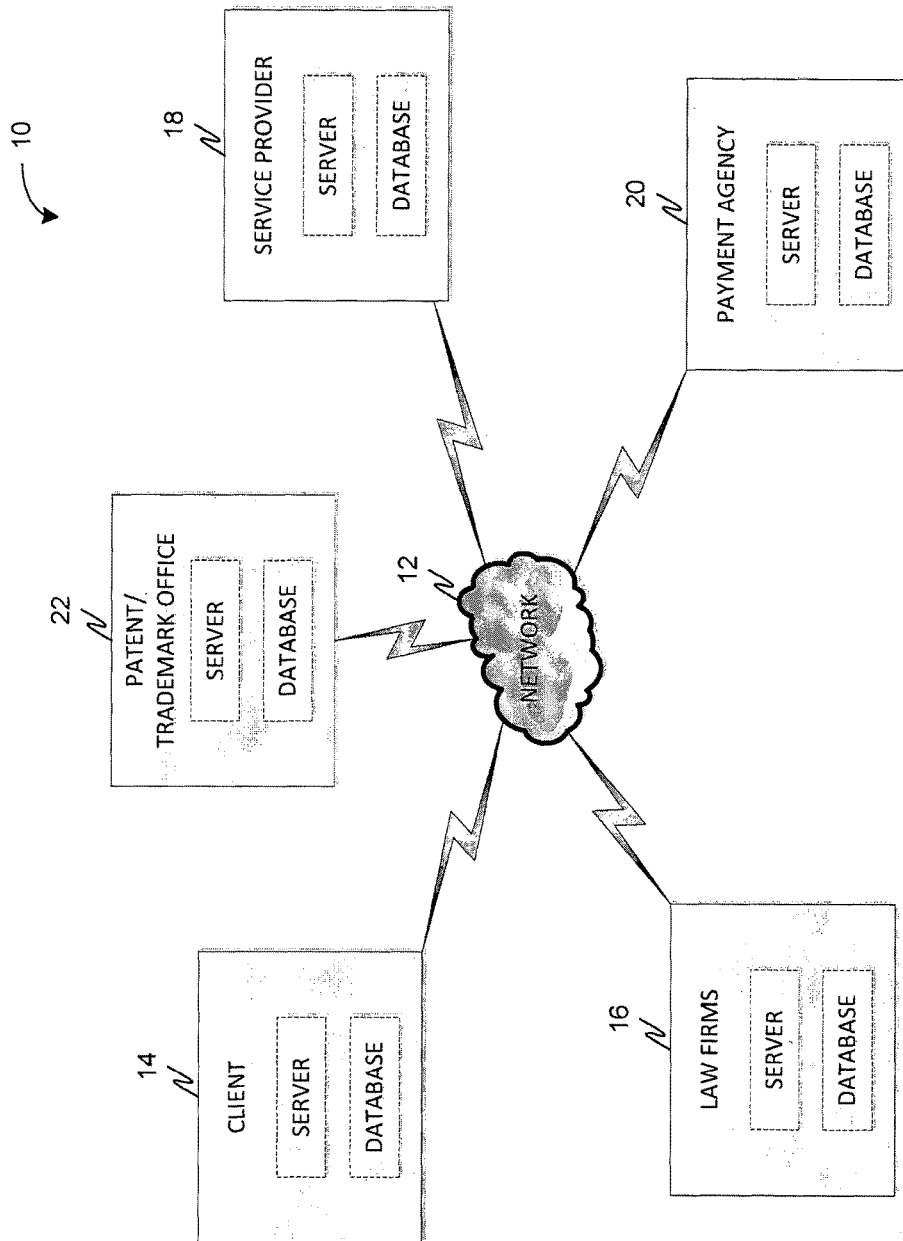 10
22
PATENT/
TRADEMARK OFFICE
SERVER
DATABASE
14
CLIENT
SERVER
DATABASE
18
SERVICE PROVIDER
SERVER
DATABASE
12
NETWORK
16
LAW FIRMS
SERVER
DATABASE
20
PAYMENT AGENCY
SERVER
DATABASE